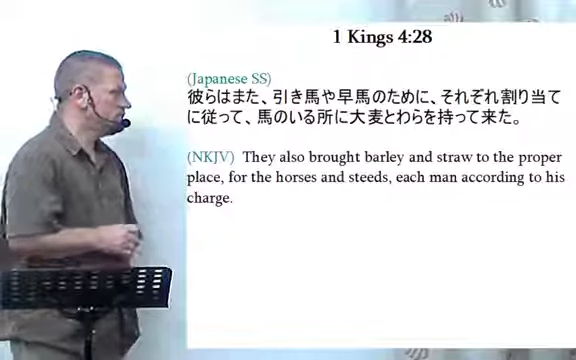 1 Kings 4:28
(Japanese SS)
彼らはまた、引き馬や早馬のために、それぞれ割り当て
に従って、馬のいる所に大麦とわらを持って来た。
(NKJV) They also brought barley and straw to the proper
place, for the horses and steeds, each man according to his
charge.